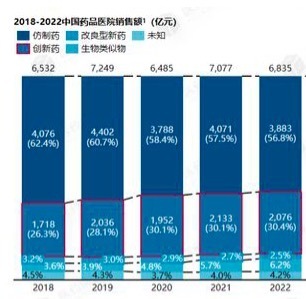 2018-2022中国药品医院销售额¹（亿元）
仿制药 改良型新药 未知
创新药 生物类似物
6,532 7,249 6,485 7,077 6,835
4,076 4,402 3,788 4,071 3,883
(62.4%) (60.7%) (58.4%) (57.5%) (56.8%)
1,718 2,036 1,952 2,133 2,076
(26.3%) (28.1%) (30.1%) (30.1%) (30.4%)
3.2% 3.0% 2.9% 2.7% 2.5%
3.6% 3.9% 4.8% 5.7% 6.2%
4.5% 4.3% 3.7% 4.0% 4.2%
2018 2019 2020 2021 2022